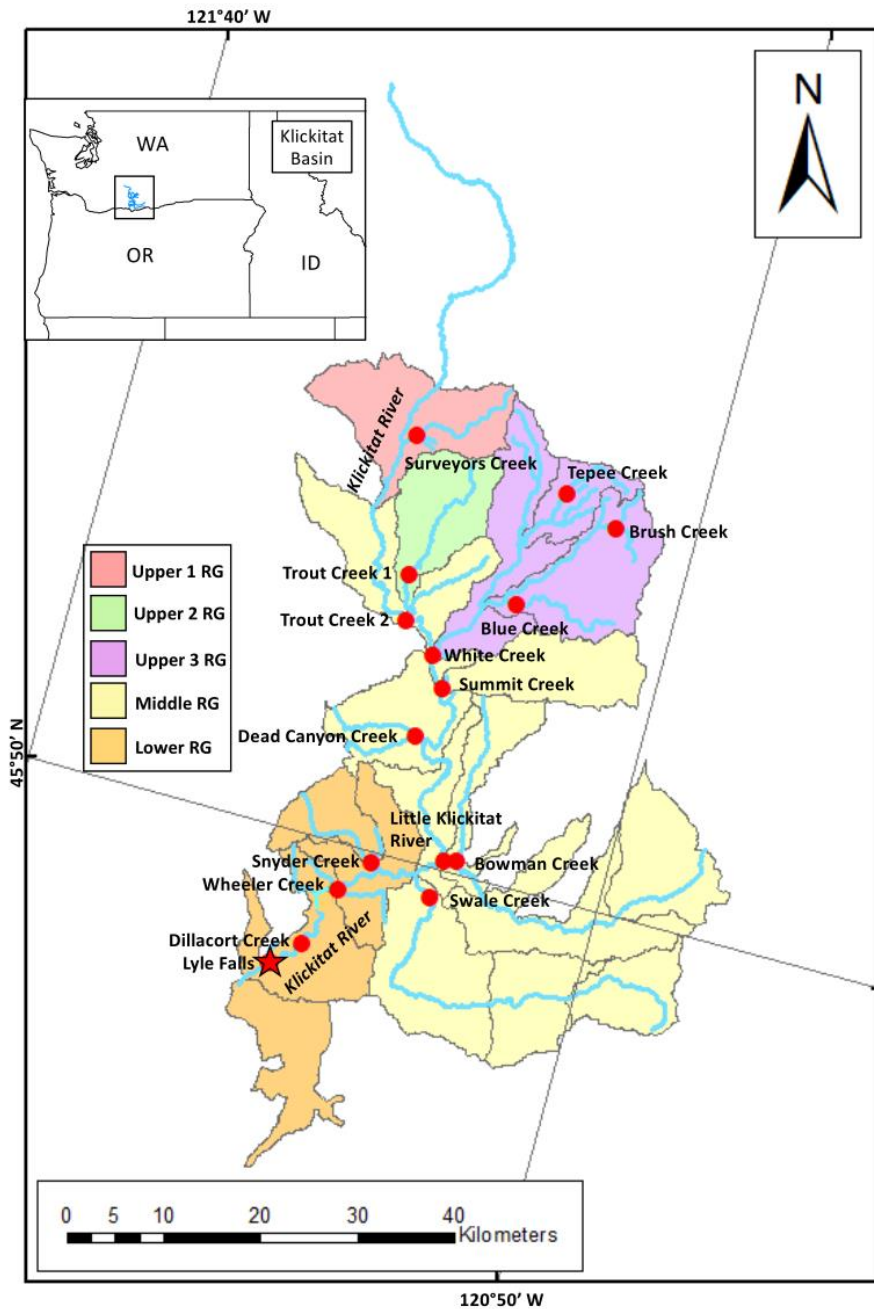 121°40’ W
WA
Klickitat
Basin
OR
ID
N
Klickitat River
Surveyors Creek
Tepee Creek
Brush Creek
Upper 1 RG
Upper 2 RG
Upper 3 RG
Middle RG
Lower RG
Trout Creek 1
Trout Creek 2
Blue Creek
White Creek
Summit Creek
Dead Canyon Creek
45°50’ N
Little Klickitat
River
Snyder Creek
Bowman Creek
Wheeler Creek
Swale Creek
Dillacort Creek
Lyle Falls
Klickitat River
0 5 10 20 30 40
Kilometers
120°50’ W